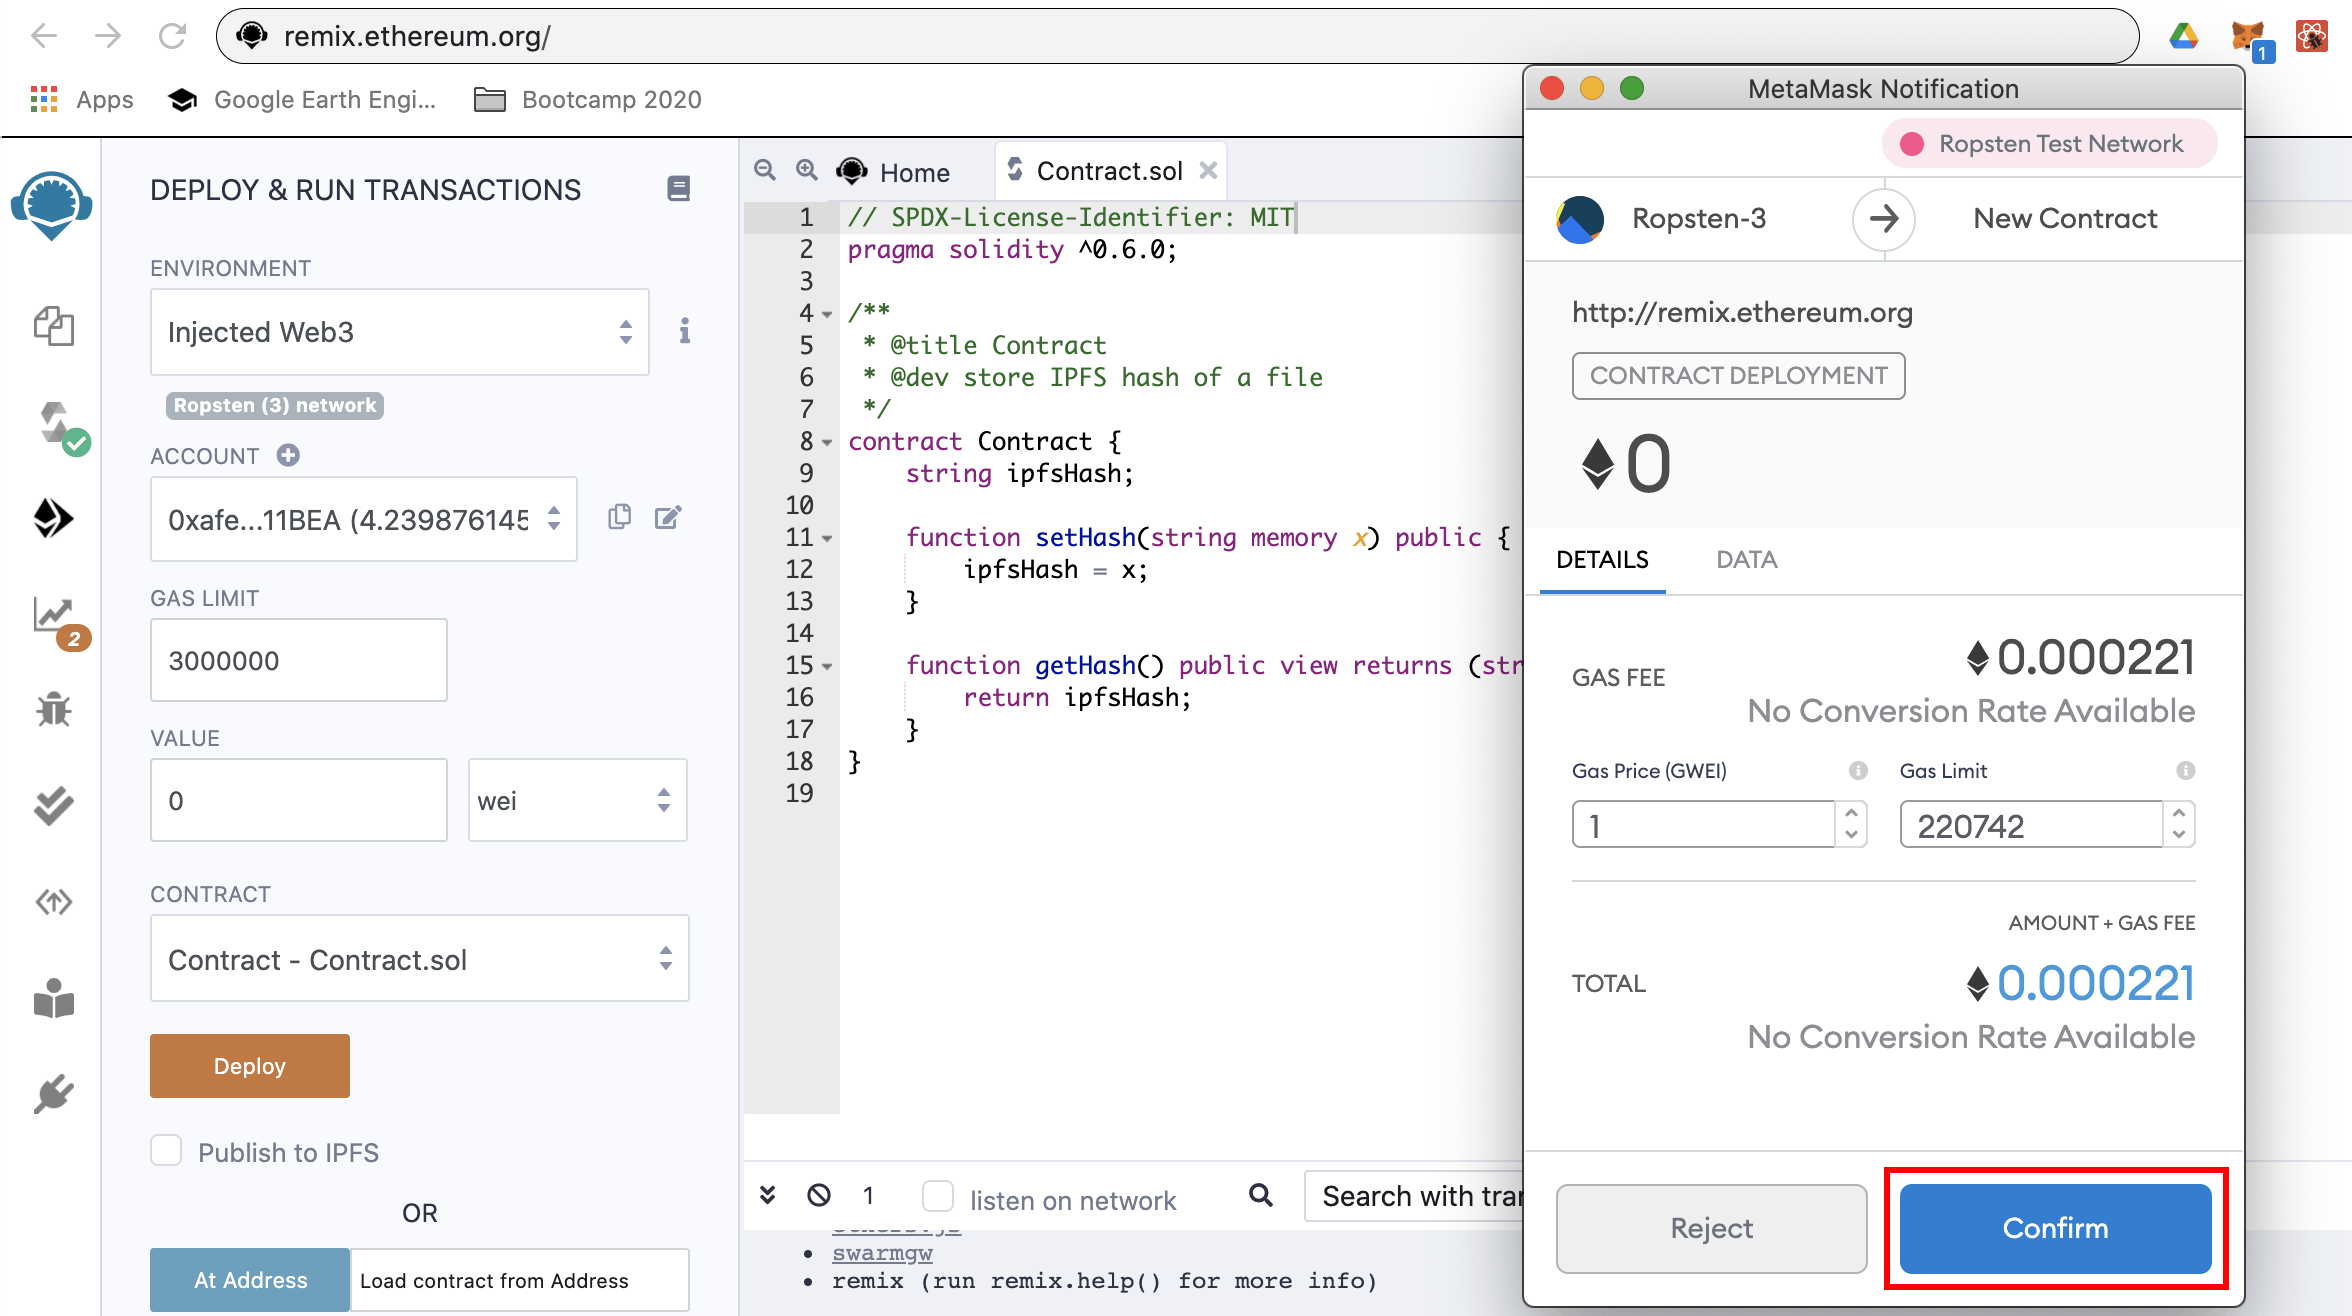 remix.ethereum.org/
1
Apps
Google Earth Engi...
Bootcamp 2020
DEPLOY & RUN TRANSACTIONS
ENVIRONMENT
Injected Web3
Ropsten (3) network
ACCOUNT
0xafe...11BEA (4.239876145
GAS LIMIT
3000000
2
VALUE
0
wei
CONTRACT
Contract - Contract.sol
Deploy
Publish to IPFS
OR
At Address
Load contract from Address
Home
Contract.sol
1 // SPDX-License-Identifier: MIT
2 pragma solidity ^0.6.0;
3
4 /**
5 * @title Contract
6 * @dev store IPFS hash of a file
7 */
8 contract Contract {
9 string ipfsHash;
10
11 function setHash(string memory x) public {
12 ipfsHash = x;
13 }
14
15 function getHash() public view returns (str
16 return ipfsHash;
17 }
18 }
19
1
listen on network
Search with tran
swarmgw
remix (run remix.help() for more info)
MetaMask Notification
Ropsten Test Network
Ropsten-3
New Contract
http://remix.ethereum.org
CONTRACT DEPLOYMENT
0
DETAILS
DATA
GAS FEE
0.000221
No Conversion Rate Available
Gas Price (GWEI)
Gas Limit
1
220742
AMOUNT + GAS FEE
TOTAL
0.000221
No Conversion Rate Available
Reject
Confirm